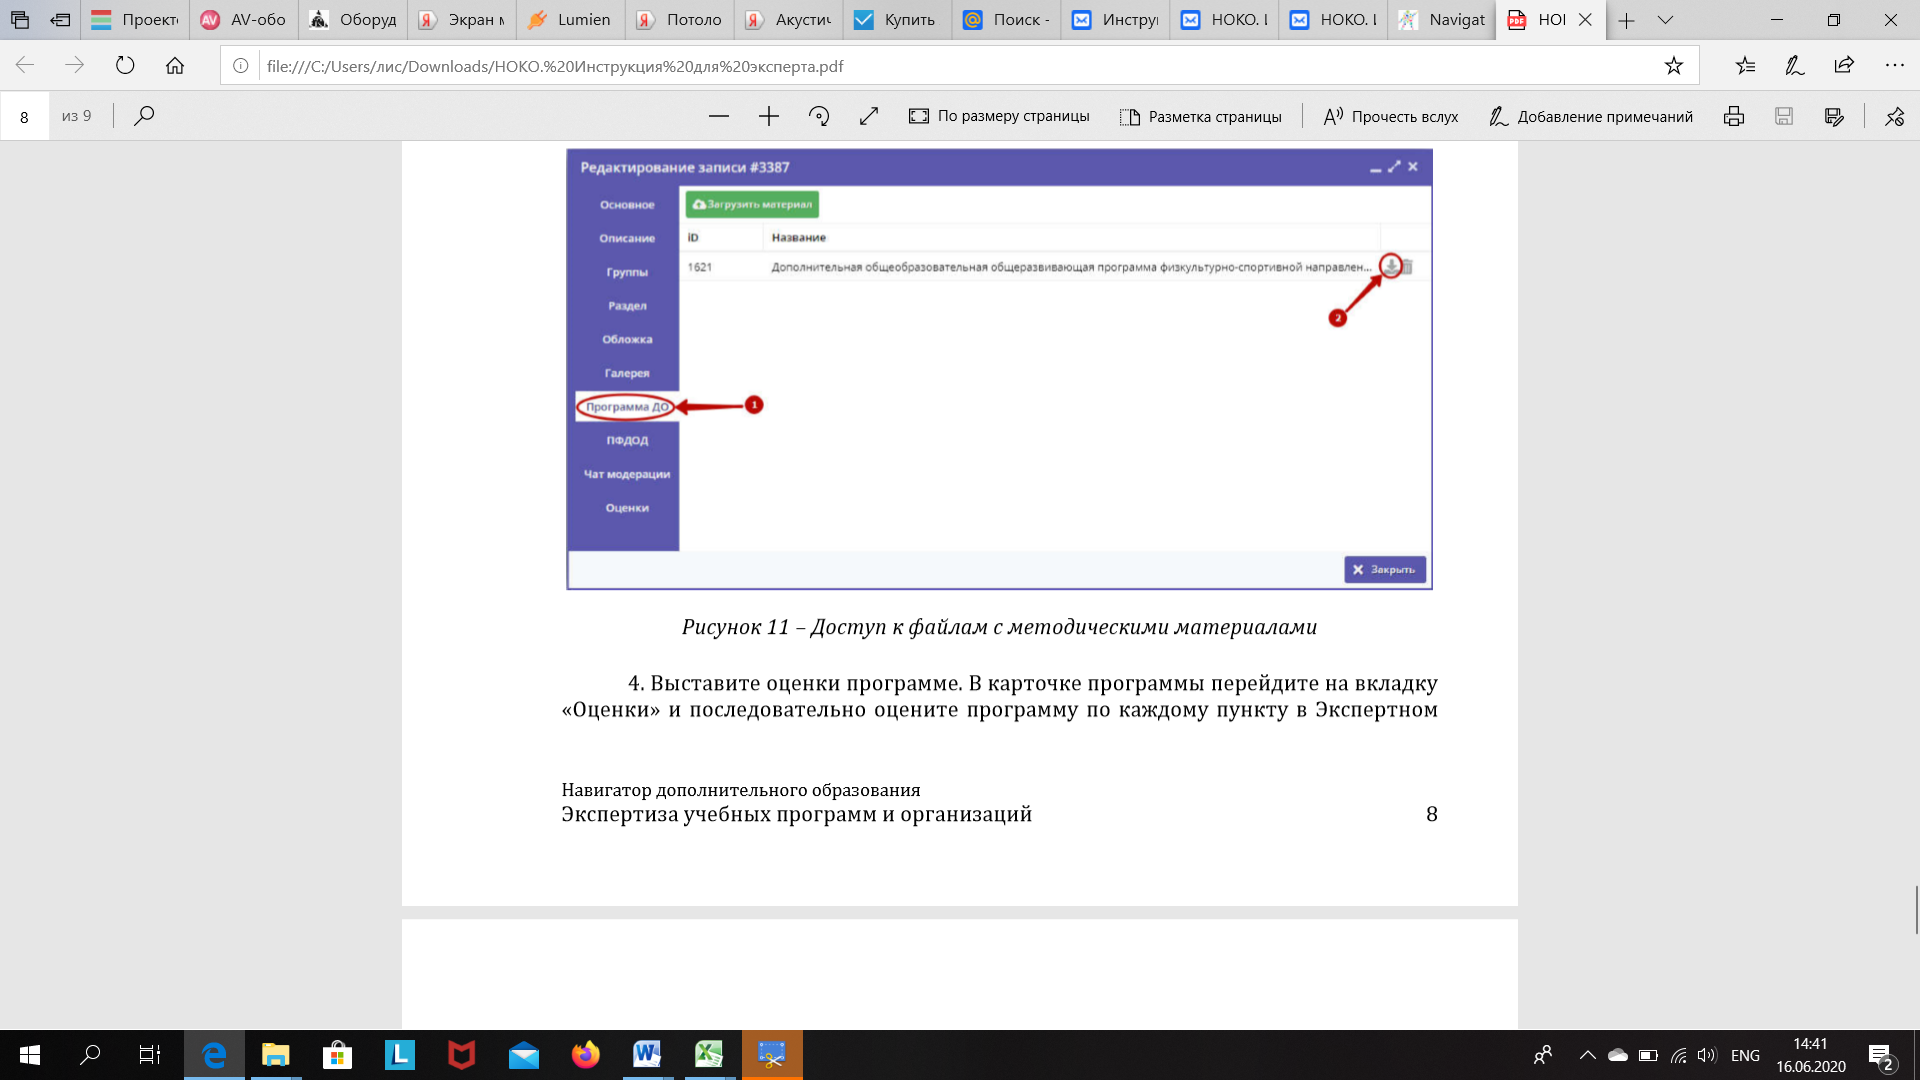 Проект
AV-обо
Оборуд
Экран м
Lumien
Потоло
Акустич
Купить
Поиск -
Инструк
НОКО. І
НОКО. І
Navigat
НОІ
file:///C:/Users/лис/Downloads/НОКО.%20Инструкция%20для%20эксперта.pdf
8 из 9
По размеру страницы
Разметка страницы
Прочесть вслух
Добавление примечаний
Редактирование записи #3387
Основное
Описание
Группы
Раздел
Обложка
Галерея
Программа ДО
ПФДОД
Чат модерации
Оценки
Загрузить материал
iD Название
1621 Дополнительная общеобразовательная общеразвивающая программа физкультурно-спортивной направлен...
2
1
Закрыть
Рисунок 11 – Доступ к файлам с методическими материалами
4. Выставите оценки программе. В карточке программы перейдите на вкладку
«Оценки» и последовательно оцените программу по каждому пункту в Экспертном
Навигатор дополнительного образования
Экспертиза учебных программ и организаций 8
ENG
14:41
16.06.2020
2